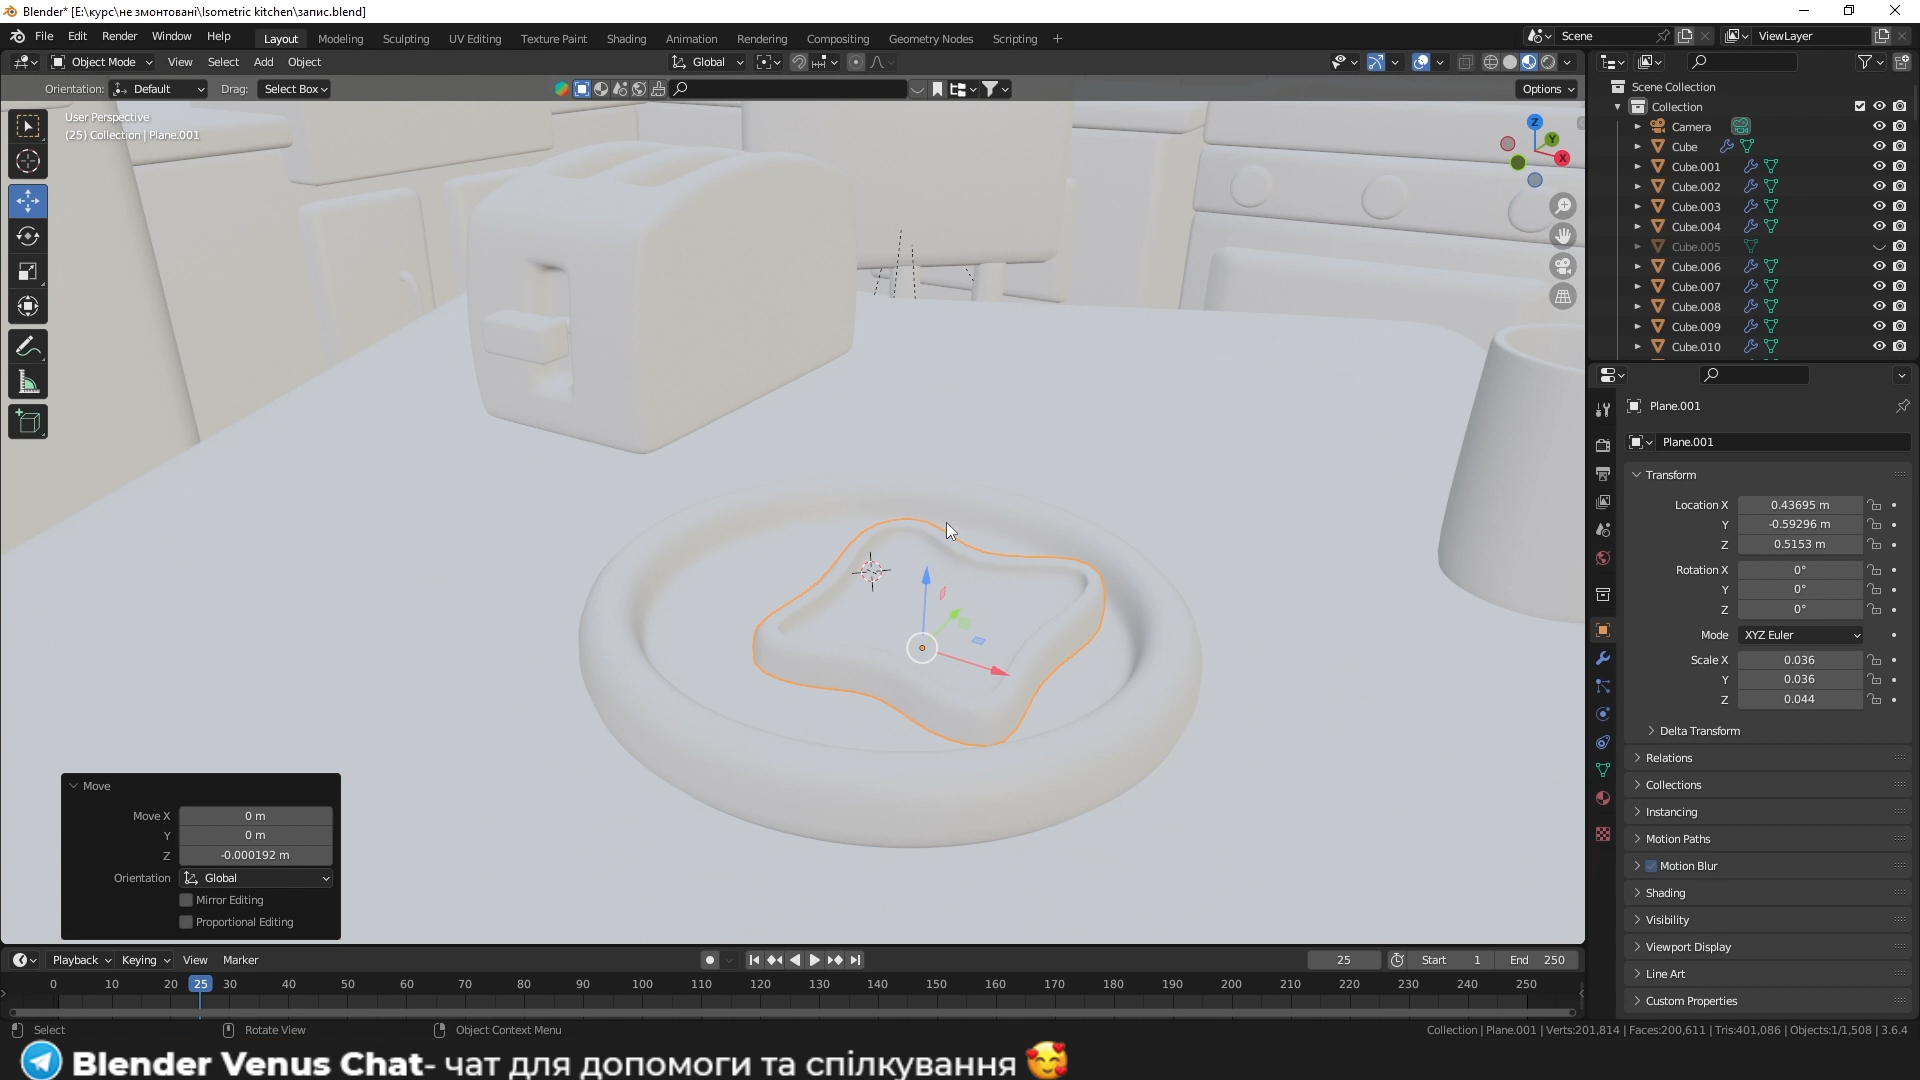 Blender* [E:\курс\не змонтовані\Isometric kitchen\запис.blend]
File Edit Render Window Help Layout Modeling Sculpting UV Editing Texture Paint Shading Animation Rendering Compositing Geometry Nodes Scripting + Scene ViewLayer
Object Mode View Select Add Object Global
Orientation: Default Drag: Select Box Options
User Perspective
(25) Collection | Plane.001
Z
Y
X
Scene Collection
Collection
Camera
Cube
Cube.001
Cube.002
Cube.003
Cube.004
Cube.005
Cube.006
Cube.007
Cube.008
Cube.009
Cube.010
Plane.001
Plane.001
Transform
Location X 0.43695 m
Y -0.59296 m
Z 0.5153 m
Rotation X 0°
Y 0°
Z 0°
Mode XYZ Euler
Scale X 0.036
Y 0.036
Z 0.044
Delta Transform
Relations
Collections
Instancing
Motion Paths
Motion Blur
Shading
Visibility
Viewport Display
Line Art
Custom Properties
Move
Move X 0 m
Y 0 m
Z -0.000192 m
Orientation Global
Mirror Editing
Proportional Editing
Playback Keying View Marker 25 Start 1 End 250
0 10 20 25 30 40 50 60 70 80 90 100 110 120 130 140 150 160 170 180 190 200 210 220 230 240 250
Select Rotate View Object Context Menu Collection | Plane.001 | Verts:201,814 | Faces:200,611 | Tris:401,086 | Objects:1/1,508 | 3.6.4
Blender Venus Chat- чат для допомоги та спілкування 🥰